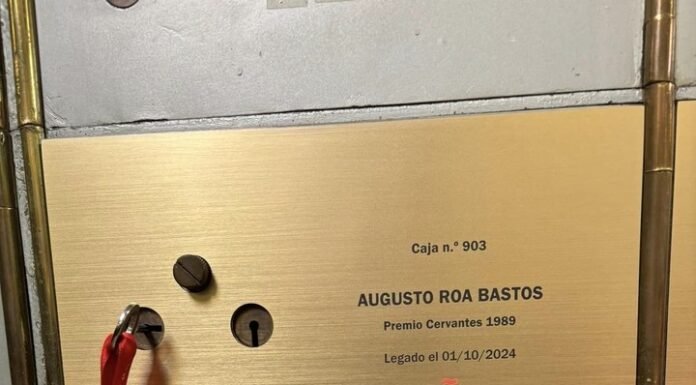 Caja n.º 903
AUGUSTO ROA BASTOS
Premio Cervantes 1989
Legado el 01/10/2024